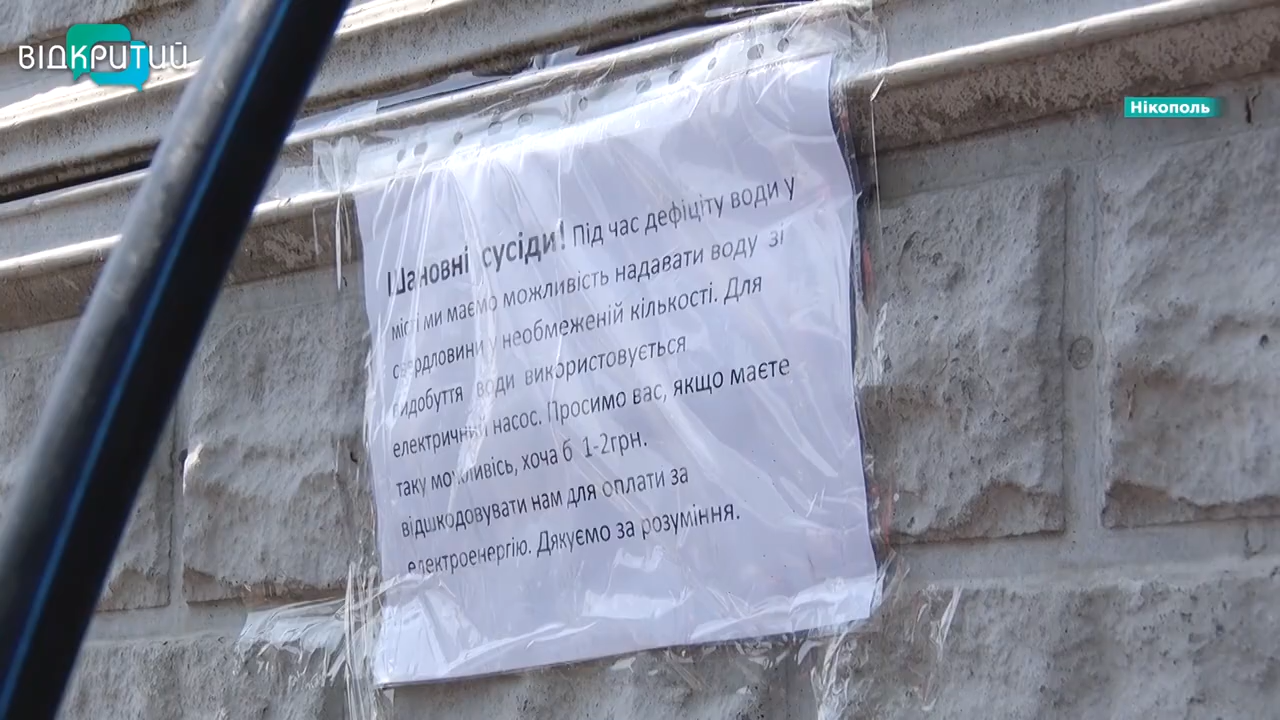 ВІДКРИТИЙ
Нікополь
Шановні сусіди! Під час дефіціту води у
місті ми маємо можливість надавати воду зі
свердловини у необмеженій кількості. Для
видобуття води використовується
електричний насос. Просимо вас, якщо маєте
таку можливісь, хоча б 1-2грн.
відшкодовувати нам для оплати за
електроенергію. Дякуємо за розуміння.